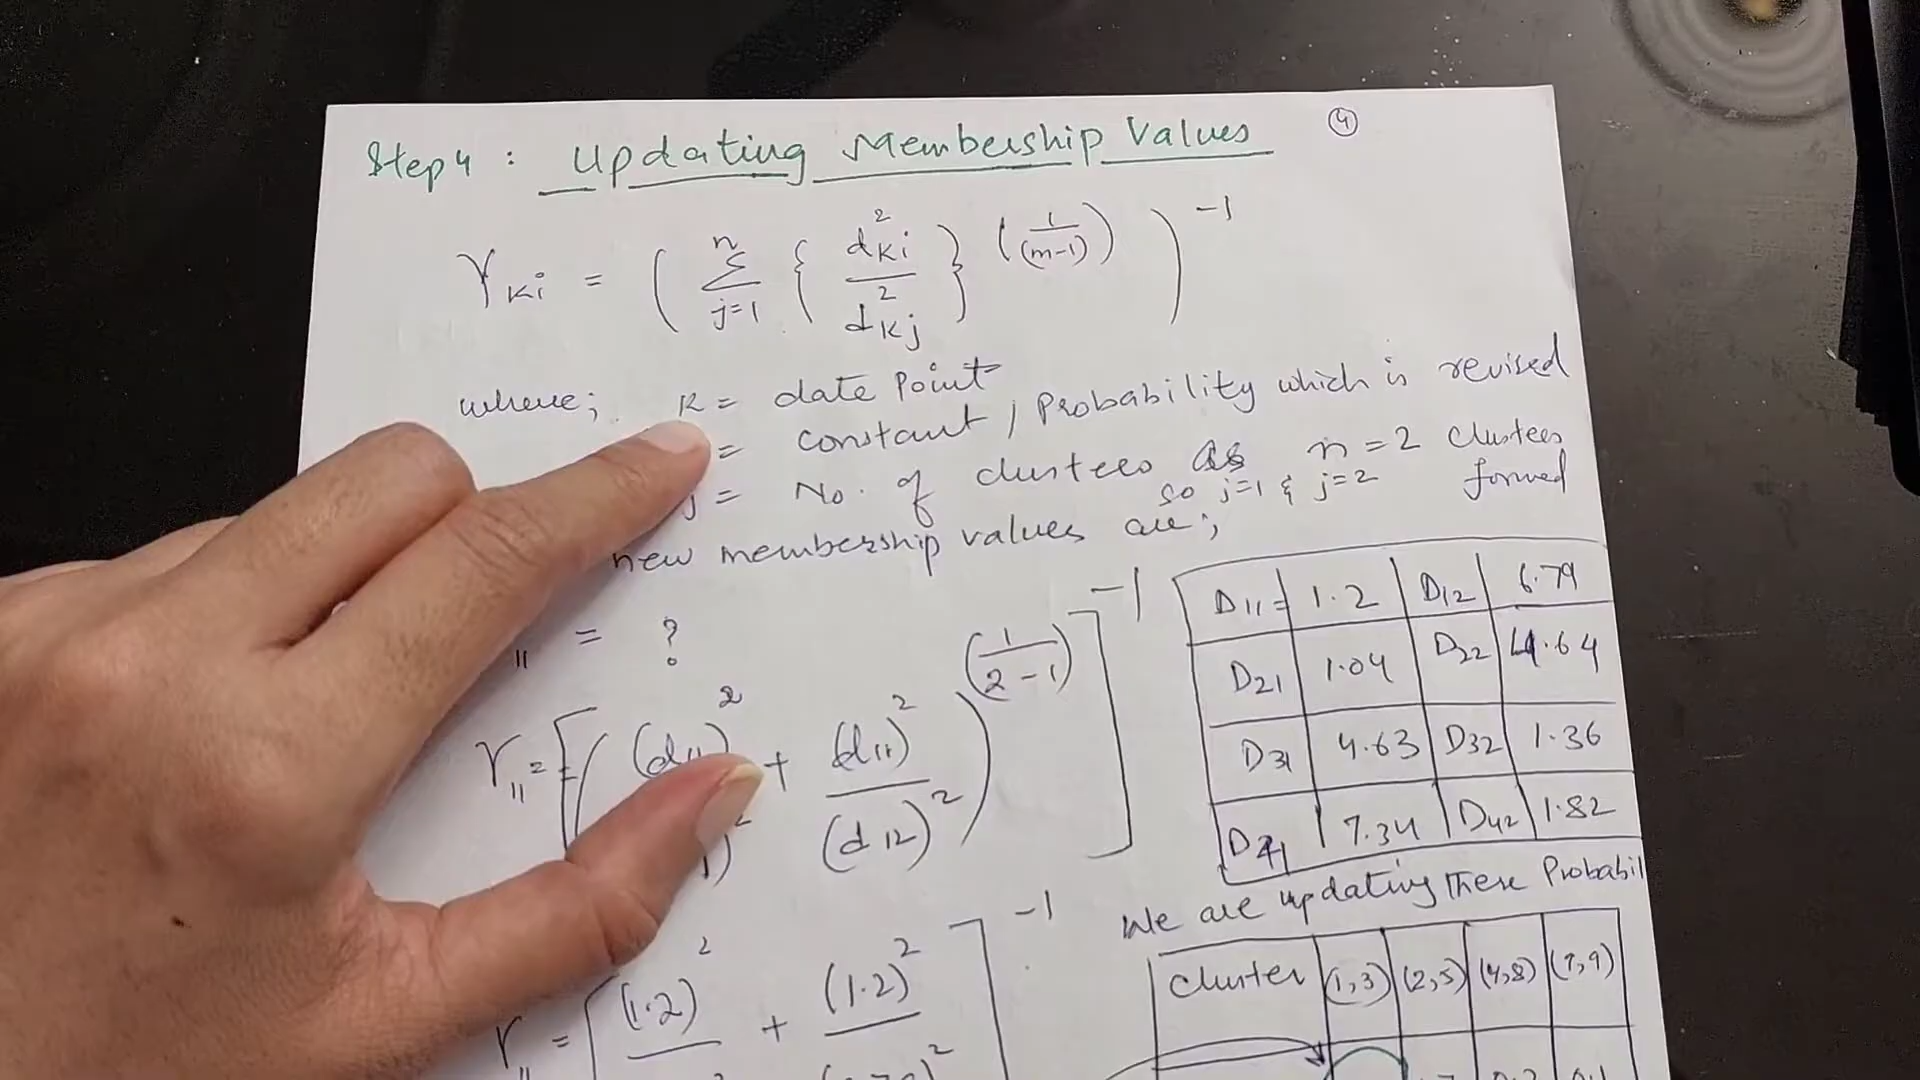 Step 4 : Updating Membership Values
4
γki = ( n Σ j=1 { d²ki / d²kj } (1/(m-1)) )-1
where; K = date Point
= constant, Probability which is revised
j = No. of clusters as n = 2 clusters
so j=1 & j=2 formed
new membership values are;
11 = ?
γ11 = [ ( (d11)² + (d11)² / (d12)² ) (1/(2-1)) ]-1
D11= 1.2 D12 6.79
D21 1.04 D22 4.64
D31 4.63 D32 1.36
D41 7.34 D42 1.82
We are updating These Probabil
γ11 = [ (1.2)² + (1.2)² ]-1
cluster (1,3) (2,5) (4,8) (7,9)